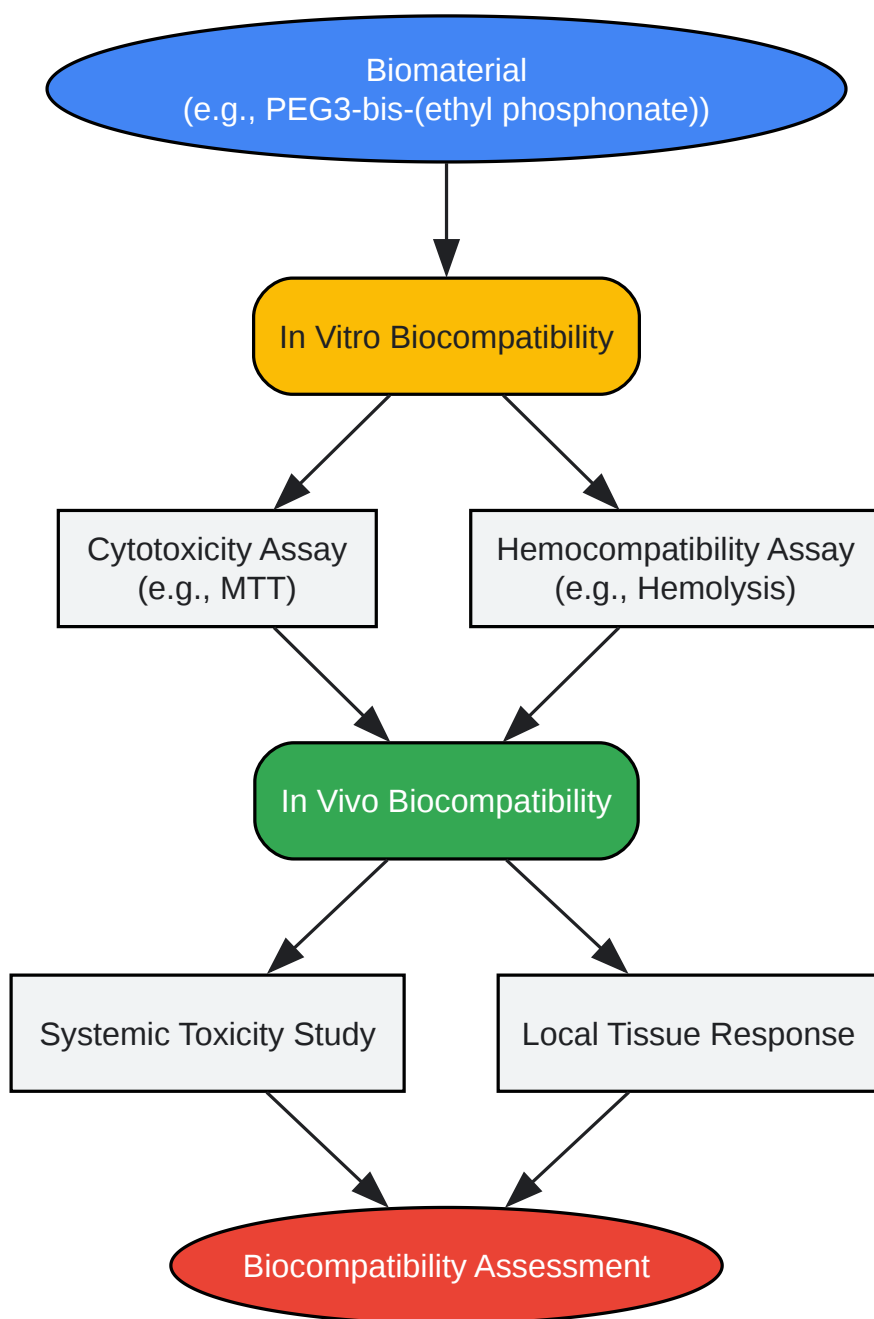 Biomaterial
(e.g., PEG3-bis-(ethyl phosphonate))
In Vitro Biocompatibility
Cytotoxicity Assay
(e.g., MTT)
Hemocompatibility Assay
(e.g., Hemolysis)
In Vivo Biocompatibility
Systemic Toxicity Study
Local Tissue Response
Biocompatibility Assessment